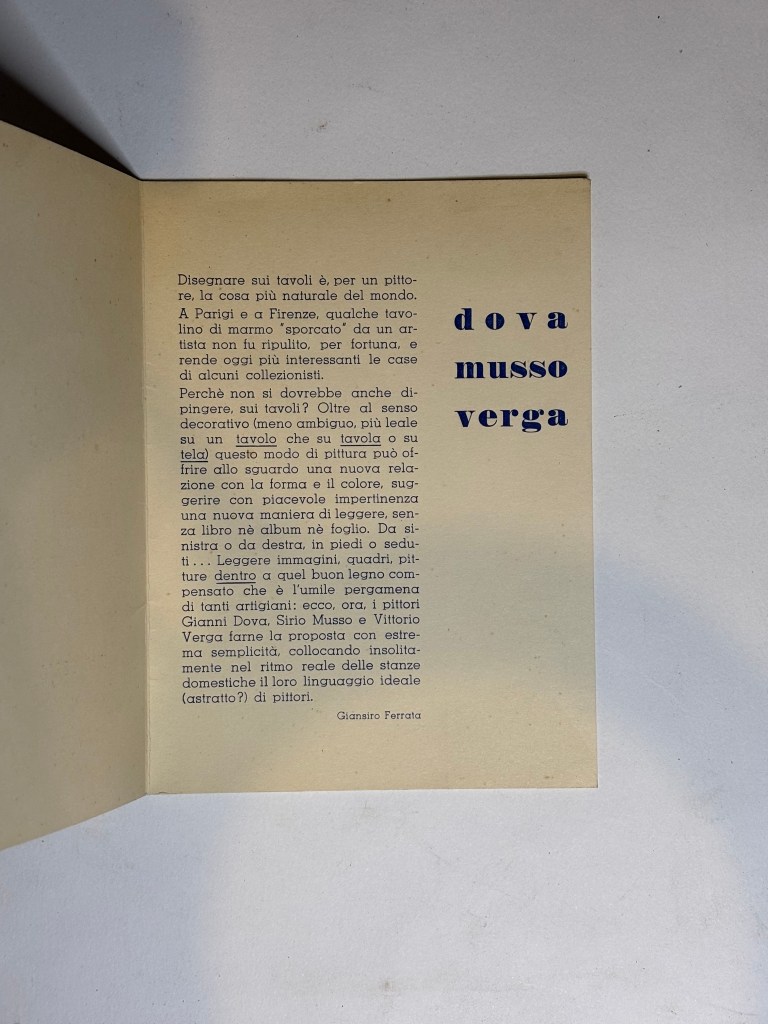 Disegnare sui tavoli è, per un pitto-
re, la cosa più naturale del mondo.
A Parigi e a Firenze, qualche tavo-
lino di marmo "sporcato" da un ar-
tista non fu ripulito, per fortuna, e
rende oggi più interessanti le case
di alcuni collezionisti.
Perchè non si dovrebbe anche di-
pingere, sui tavoli? Oltre al senso
decorativo (meno ambiguo, più leale
su un tavolo che su tavola o su
tela) questo modo di pittura può of-
frire allo sguardo una nuova rela-
zione con la forma e il colore, sug-
gerire con piacevole impertinenza
una nuova maniera di leggere, sen-
za libro nè album nè foglio. Da si-
nistra o da destra, in piedi o sedu-
ti... Leggere immagini, quadri, pit-
ture dentro a quel buon legno com-
pensato che è l'umile pergamena
di tanti artigiani: ecco, ora, i pittori
Gianni Dova, Sirio Musso e Vittorio
Verga farne la proposta con estre-
ma semplicità, collocando insolita-
mente nel ritmo reale delle stanze
domestiche il loro linguaggio ideale
(astratto?) di pittori.
Giansiro Ferrata
dova
musso
verga